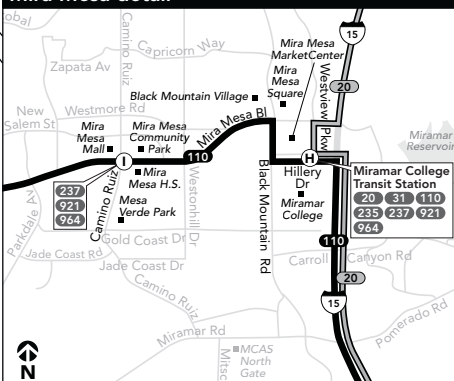 Mira Mesa detail
15
Capricorn Way
Camino Ruiz
Zapata Av
Mira Mesa
MarketCenter
Mira
Mesa
Square
Westview Pkwy
20
Black Mountain Village
New
Salem St
Westmore Rd
Mira Mesa Bl
Mira
Mesa
Mall
Mira Mesa
Community
Park
Miramar
Reservoir
110
I
H
Mira
Mesa H.S.
Hillery
Dr
Miramar College
Transit Station
20 31 110
235 237 921
964
237
921
964
Camino Ruiz
Mesa
Verde Park
Westonhill Dr
Black Mountain Rd
Miramar
College
Parkdale Av
Gold Coast Dr
110
Jade Coast Rd
Jade Coast Dr
Carroll Canyon Rd
20
Camino Ruiz
15
Pomerado Rd
Miramar Rd
N
MCAS
North
Gate